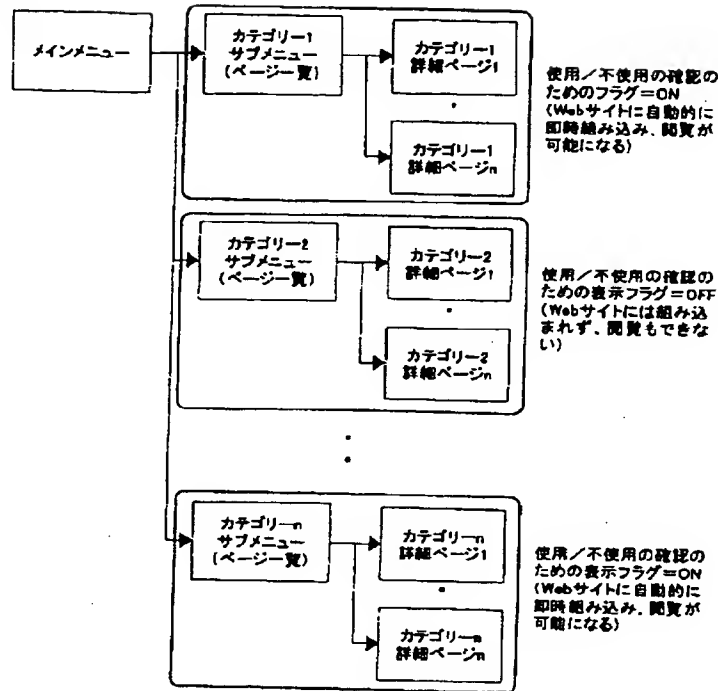 メインメニュー
カテゴリー1
サブメニュー
(ページ一覧)
カテゴリー1
詳細ページ1
カテゴリー1
詳細ページn
使用/不使用の確認の
ためのフラグ=ON
(Webサイトに自動的に
即時組み込み、閲覧が
可能になる)
カテゴリー2
サブメニュー
(ページ一覧)
カテゴリー2
詳細ページ1
カテゴリー2
詳細ページn
使用/不使用の確認の
ための表示フラグ=OFF
(Webサイトには組み込
まれず、閲覧もできな
い)
カテゴリーn
サブメニュー
(ページ一覧)
カテゴリーn
詳細ページ1
カテゴリーn
詳細ページn
使用/不使用の確認の
ための表示フラグ=ON
(Webサイトに自動的に
即時組み込み、閲覧が
可能になる)